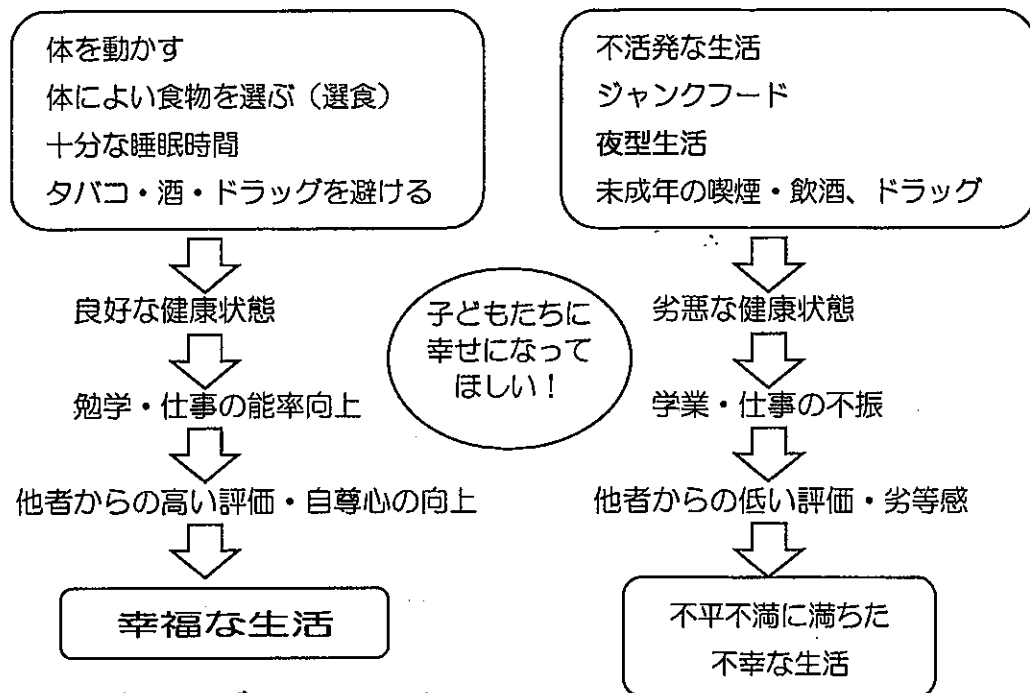 体を動かす
体によい食物を選ぶ（選食）
十分な睡眠時間
タバコ・酒・ドラッグを避ける
良好な健康状態
勉学・仕事の能率向上
他者からの高い評価・自尊心の向上
幸福な生活
子どもたちに
幸せになって
ほしい！
不活発な生活
ジャンクフード
夜型生活
未成年の喫煙・飲酒、ドラッグ
劣悪な健康状態
学業・仕事の不振
他者からの低い評価・劣等感
不平不満に満ちた
不幸な生活